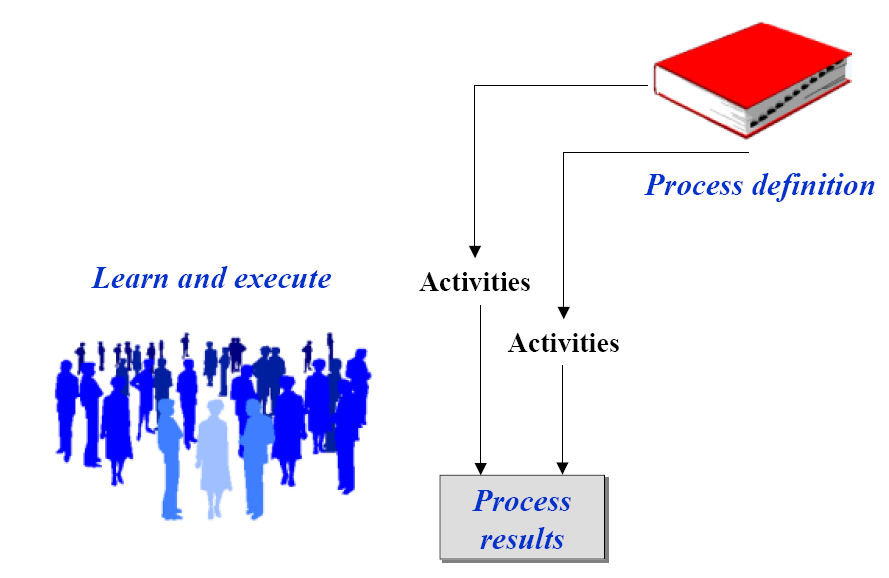 Process definition
Learn and execute
Activities
Activities
Process
results